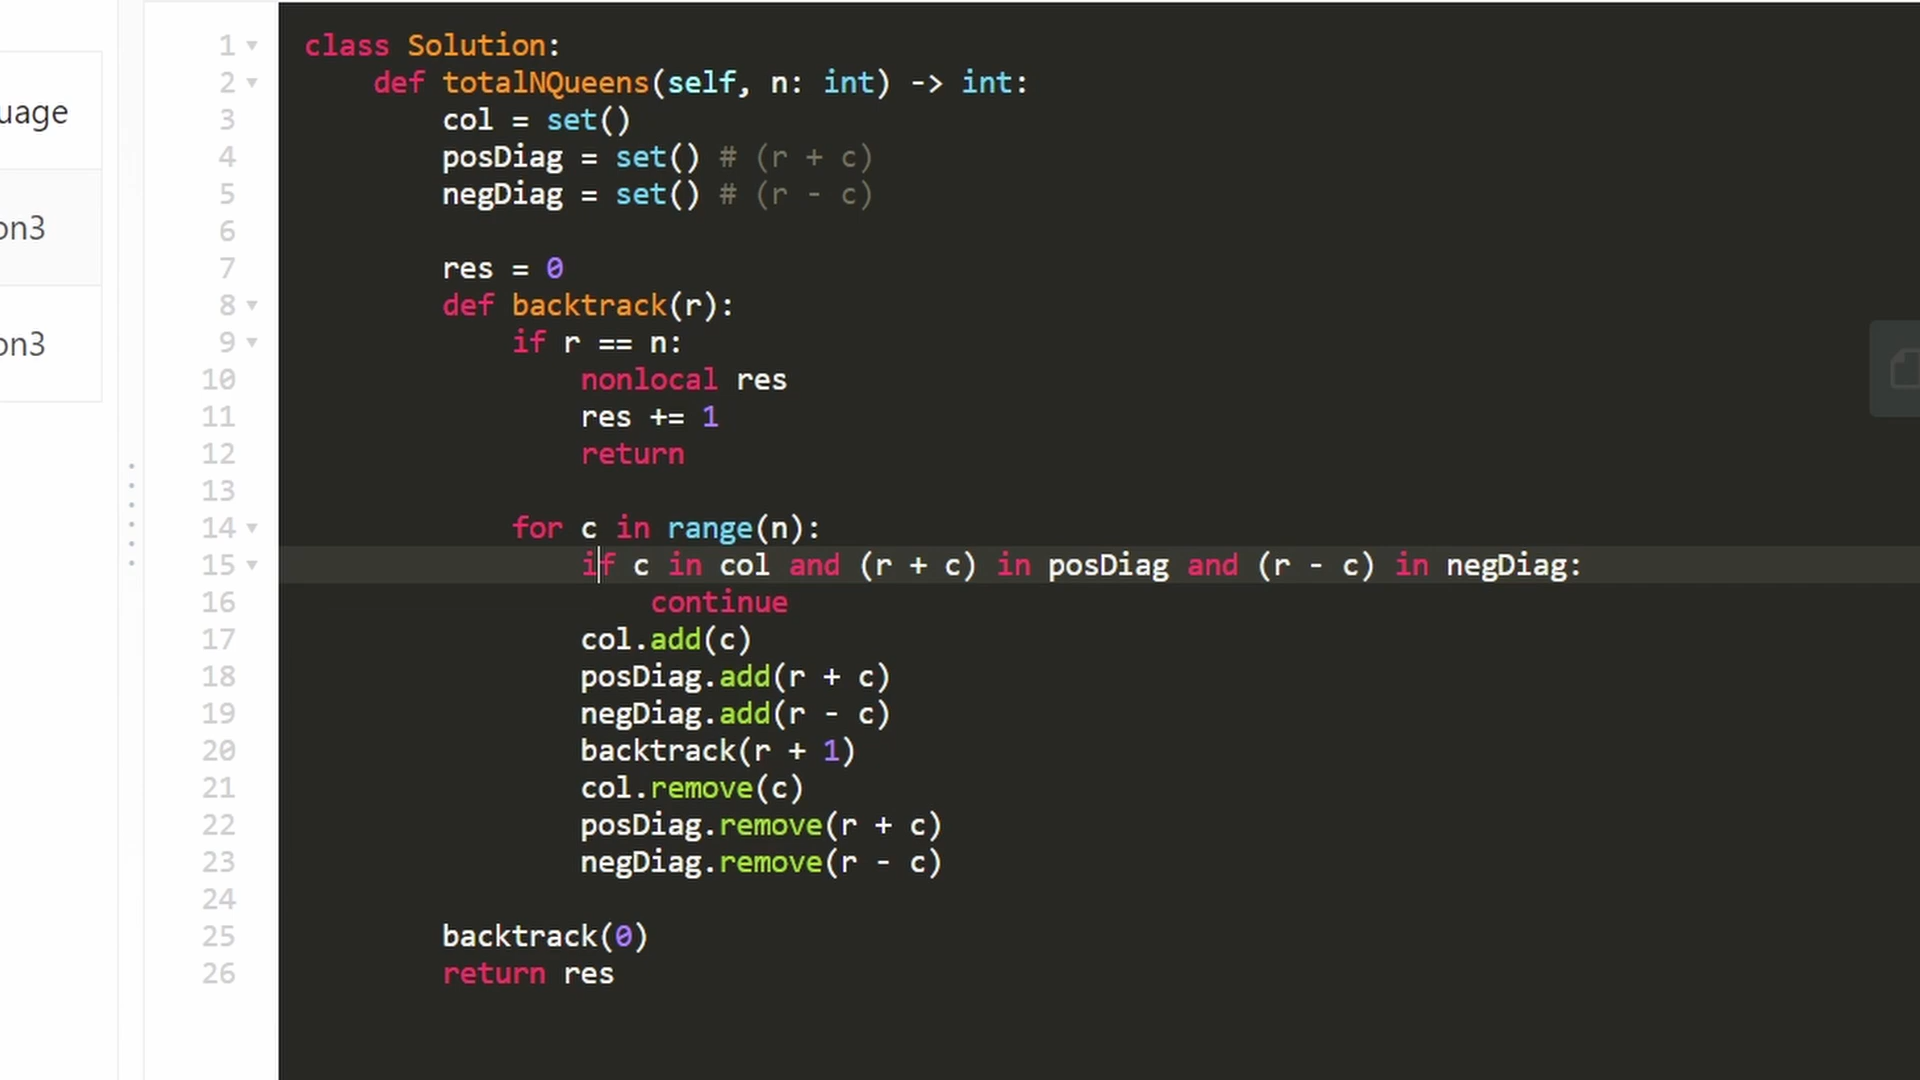 uage
on3
on3
1 class Solution:
2 def totalNQueens(self, n: int) -> int:
3 col = set()
4 posDiag = set() # (r + c)
5 negDiag = set() # (r - c)
6
7 res = 0
8 def backtrack(r):
9 if r == n:
10 nonlocal res
11 res += 1
12 return
13
14 for c in range(n):
15 if c in col and (r + c) in posDiag and (r - c) in negDiag:
16 continue
17 col.add(c)
18 posDiag.add(r + c)
19 negDiag.add(r - c)
20 backtrack(r + 1)
21 col.remove(c)
22 posDiag.remove(r + c)
23 negDiag.remove(r - c)
24
25 backtrack(0)
26 return res